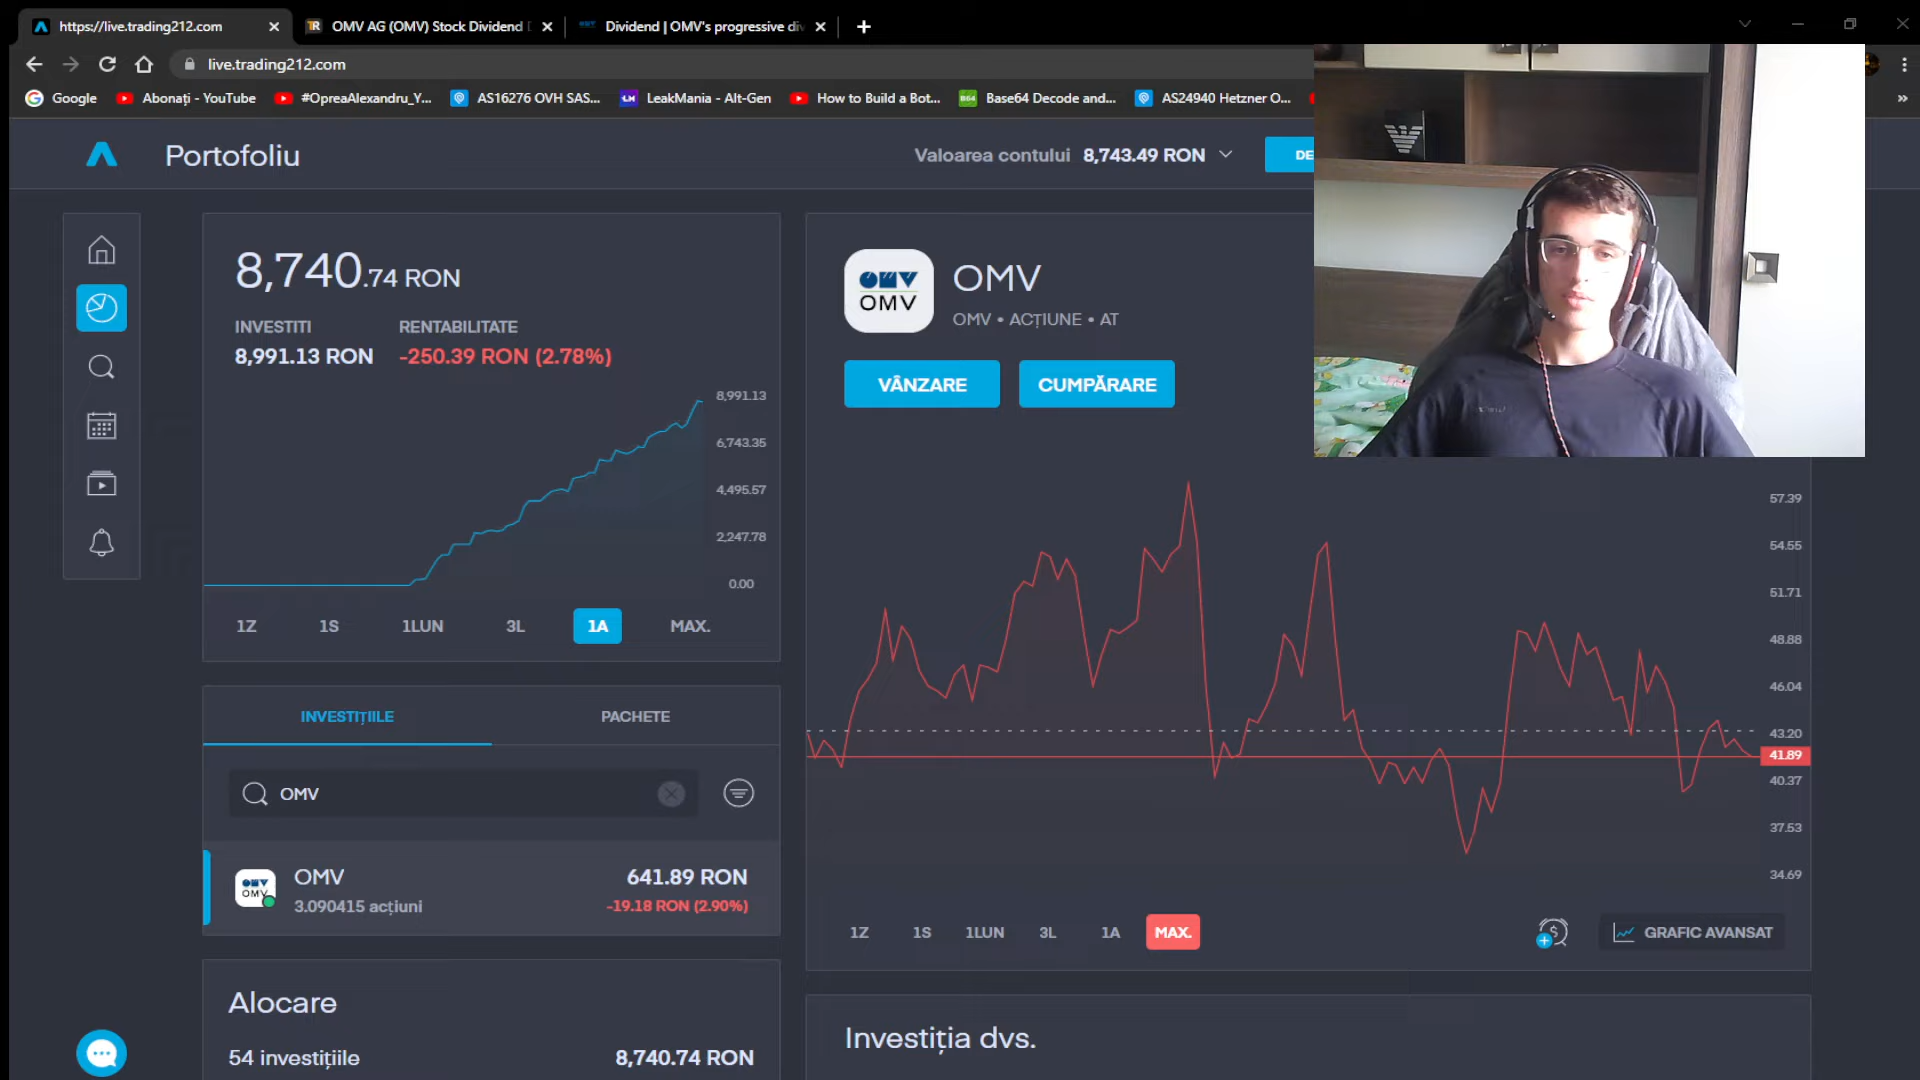 https://live.trading212.com
OMV AG (OMV) Stock Dividend
Dividend | OMV's progressive div
live.trading212.com
Google
Abonați - YouTube
#OpreaAlexandru_Y...
AS16276 OVH SAS...
LeakMania - Alt-Gen
How to Build a Bot...
B64
Base64 Decode and...
AS24940 Hetzner O...
Portofoliu
Valoarea contului 8,743.49 RON
DE
8,740.74 RON
INVESTITI
RENTABILITATE
8,991.13 RON
-250.39 RON (2.78%)
8,991.13
6,743.35
4,495.57
2,247.78
0.00
1Z
1S
1LUN
3L
1A
MAX.
INVESTIȚIILE
PACHETE
OMV
OMV
OMV
641.89 RON
3.090415 acțiuni
-19.18 RON (2.90%)
Alocare
54 investițiile
8,740.74 RON
OMV
OMV
OMV
OMV • ACȚIUNE • AT
VÂNZARE
CUMPĂRARE
57.39
54.55
51.71
48.88
46.04
43.20
41.89
40.37
37.53
34.69
1Z
1S
1LUN
3L
1A
MAX.
GRAFIC AVANSAT
Investiția dvs.